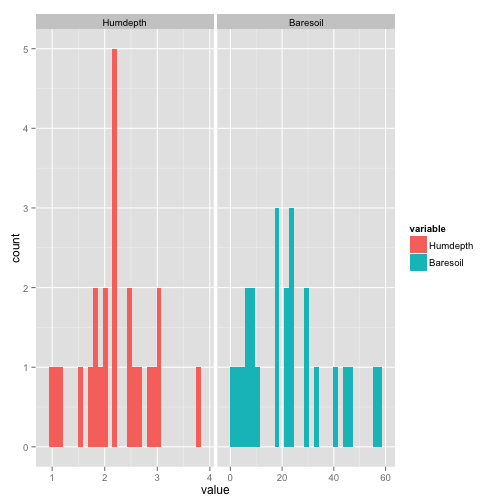 Humdepth Baresoil
5
4
3
2
1
0
count
1 2 3 4 0 20 40 60
value
variable
Humdepth
Baresoil